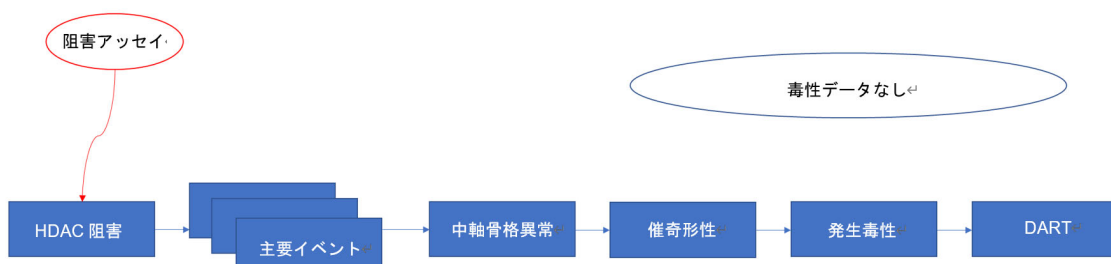 阻害アッセイ
毒性データなし
HDAC 阻害
主要イベント
中軸骨格異常
催奇形性
発生毒性
DART